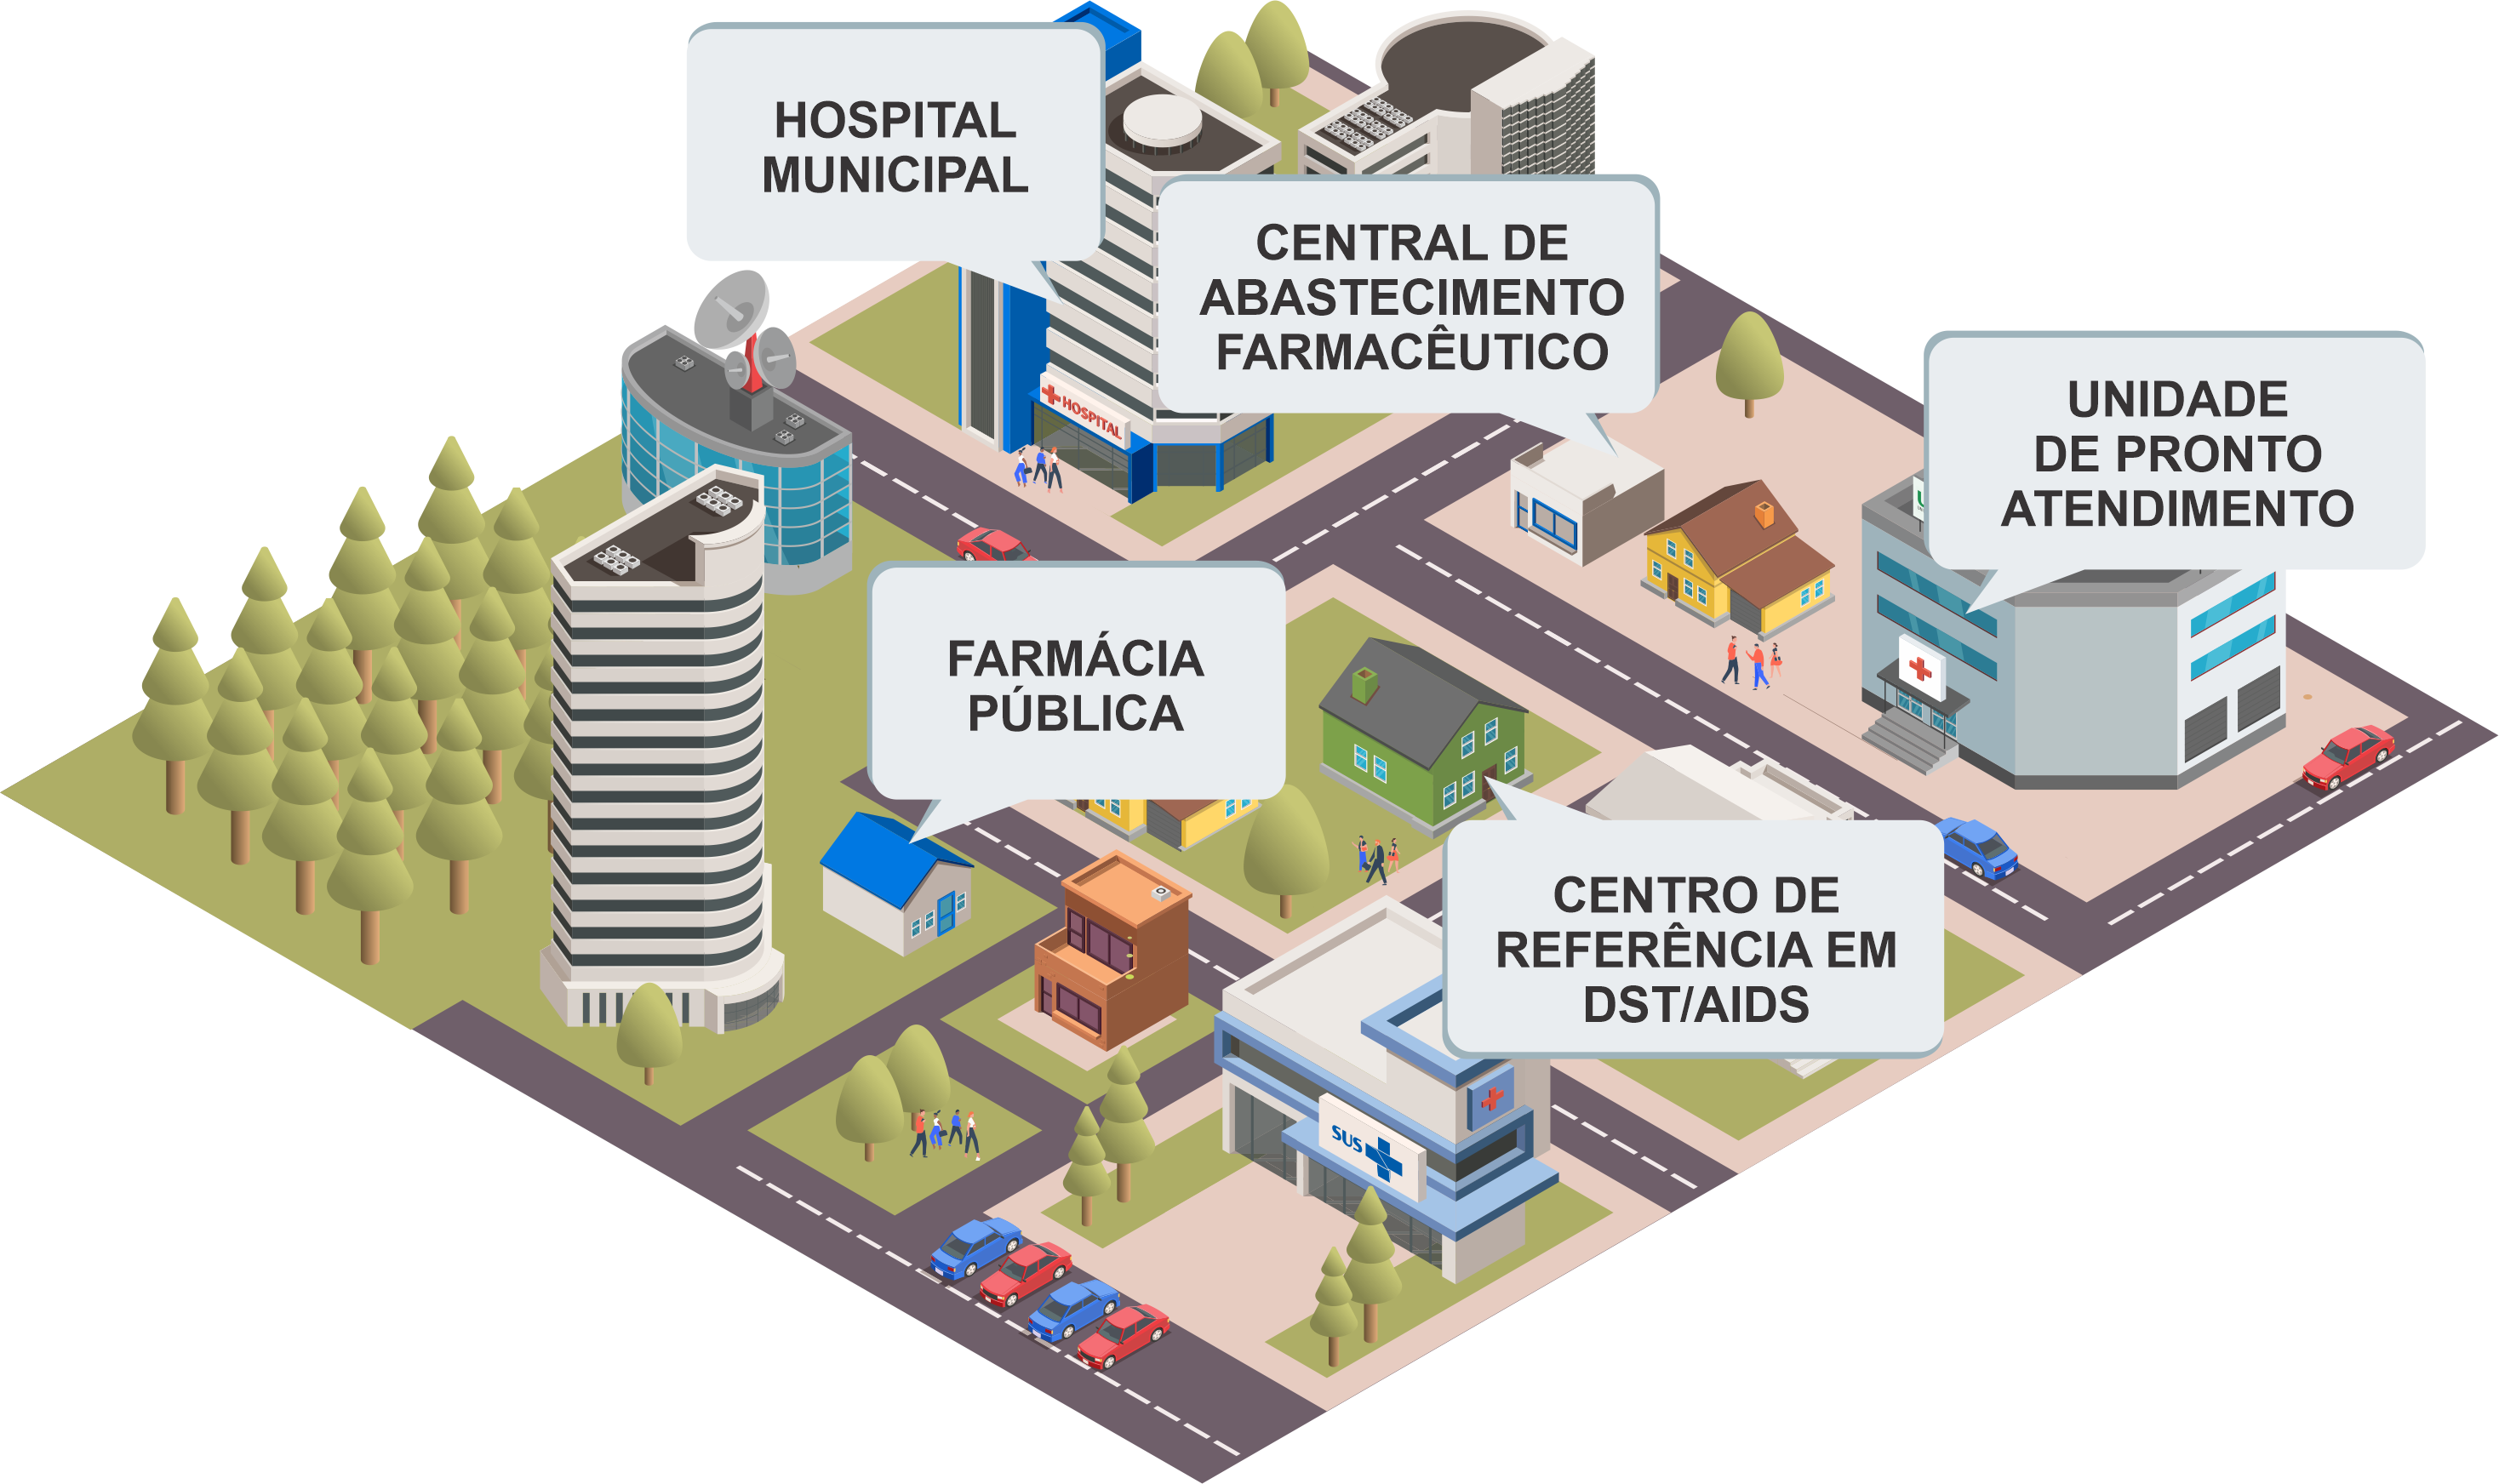 HOSPITAL
MUNICIPAL
CENTRAL DE
ABASTECIMENTO
FARMACÊUTICO
UNIDADE
DE PRONTO
ATENDIMENTO
HOSPITAL
FARMÁCIA
PÚBLICA
CENTRO DE
REFERÊNCIA EM
DST/AIDS
SUS